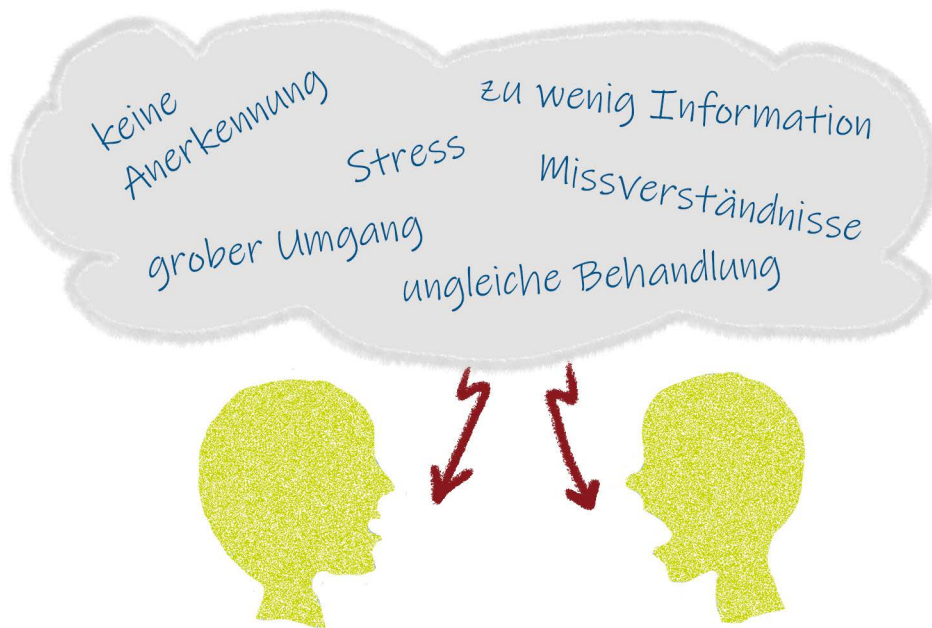 keine
Anerkennung
zu wenig Information
Stress
Missverständnisse
grober Umgang
ungleiche Behandlung